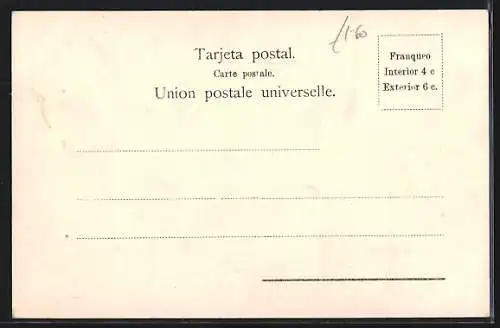 £1.60
Tarjeta postal.
Carte postale.
Union postale universelle.
Franqueo
Interior 4 c
Exterior 6 c.